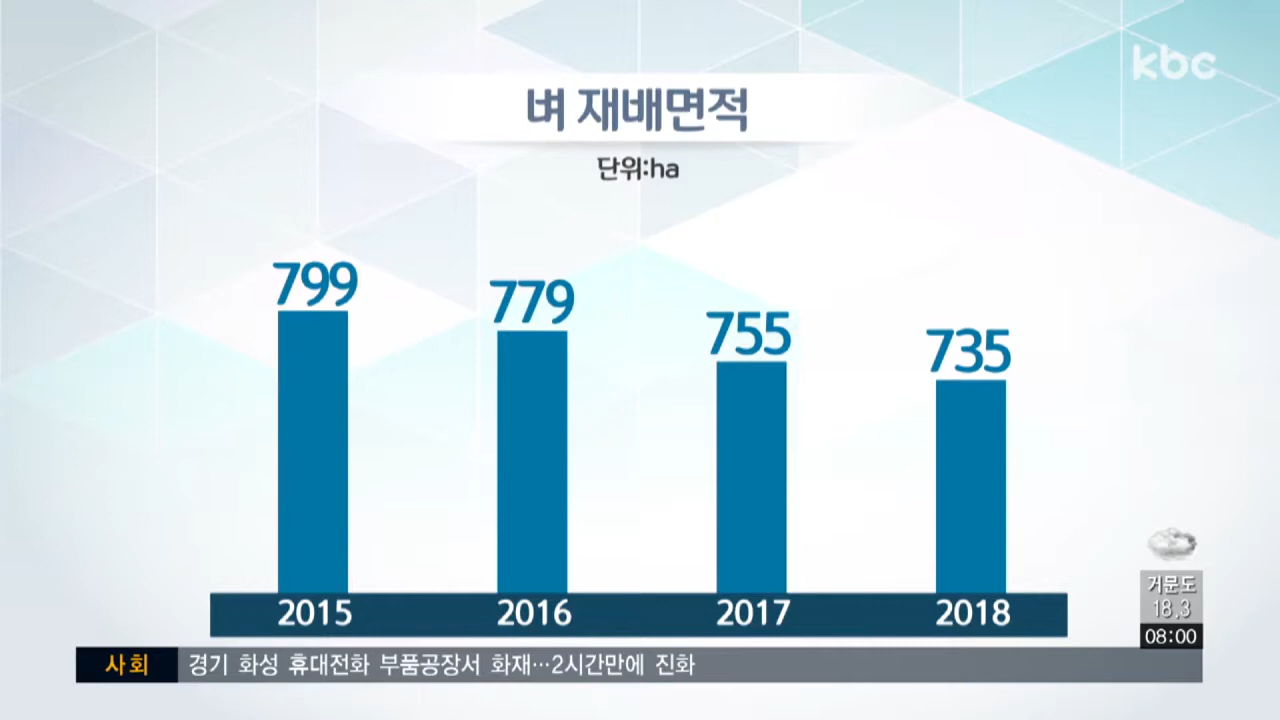 kbc
벼 재배면적
단위:ha
799
779
755
735
2015
2016
2017
2018
거문도
18.3
08:00
사회
경기 화성 휴대전화 부품공장서 화재…2시간만에 진화